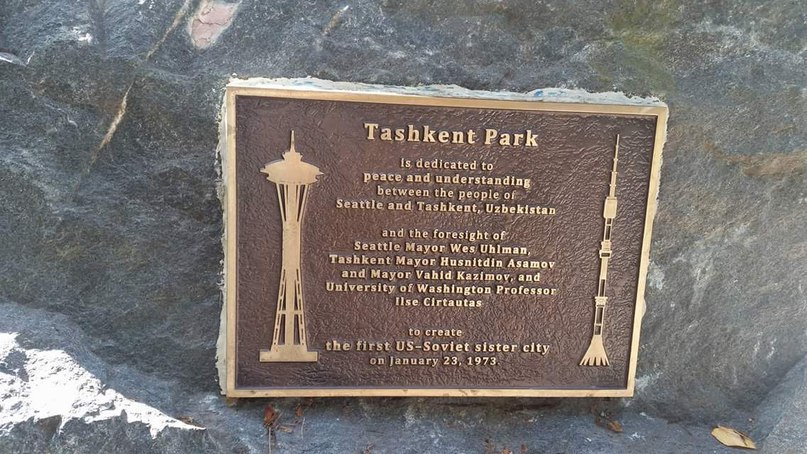 Tashkent Park
is dedicated to
peace and understanding
between the people of
Seattle and Tashkent, Uzbekistan
and the foresight of
Seattle Mayor Wes Uhlman,
Tashkent Mayor Husnitdin Asamov
and Mayor Vahid Kazimov, and
University of Washington Professor
Ilse Cirtautas
to create
the first US-Soviet sister city
on January 23, 1973.